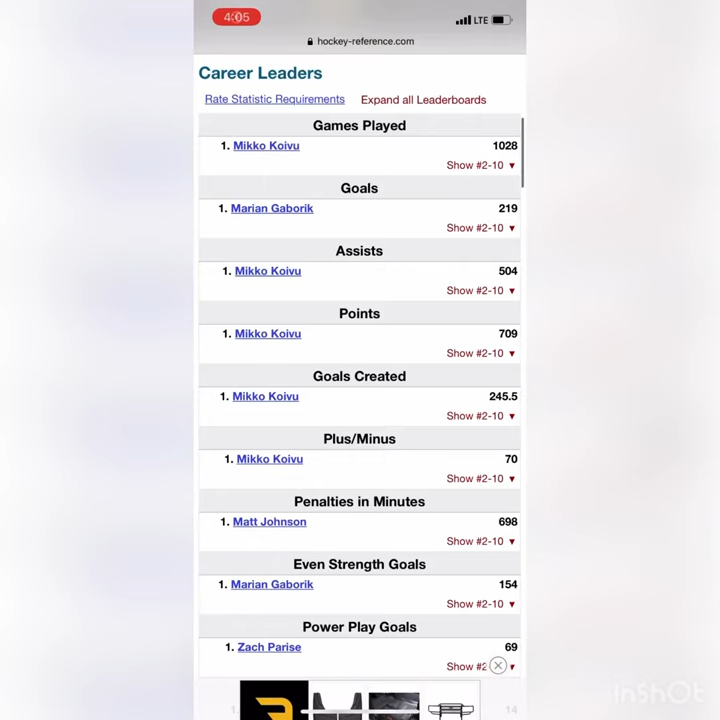 4:05
LTE
hockey-reference.com
Career Leaders
Rate Statistic Requirements Expand all Leaderboards
Games Played
1. Mikko Koivu 1028
Show #2-10 ▼
Goals
1. Marian Gaborik 219
Show #2-10 ▼
Assists
1. Mikko Koivu 504
Show #2-10 ▼
Points
1. Mikko Koivu 709
Show #2-10 ▼
Goals Created
1. Mikko Koivu 245.5
Show #2-10 ▼
Plus/Minus
1. Mikko Koivu 70
Show #2-10 ▼
Penalties in Minutes
1. Matt Johnson 698
Show #2-10 ▼
Even Strength Goals
1. Marian Gaborik 154
Show #2-10 ▼
Power Play Goals
1. Zach Parise 69
Show #2
1. 14
InShOt